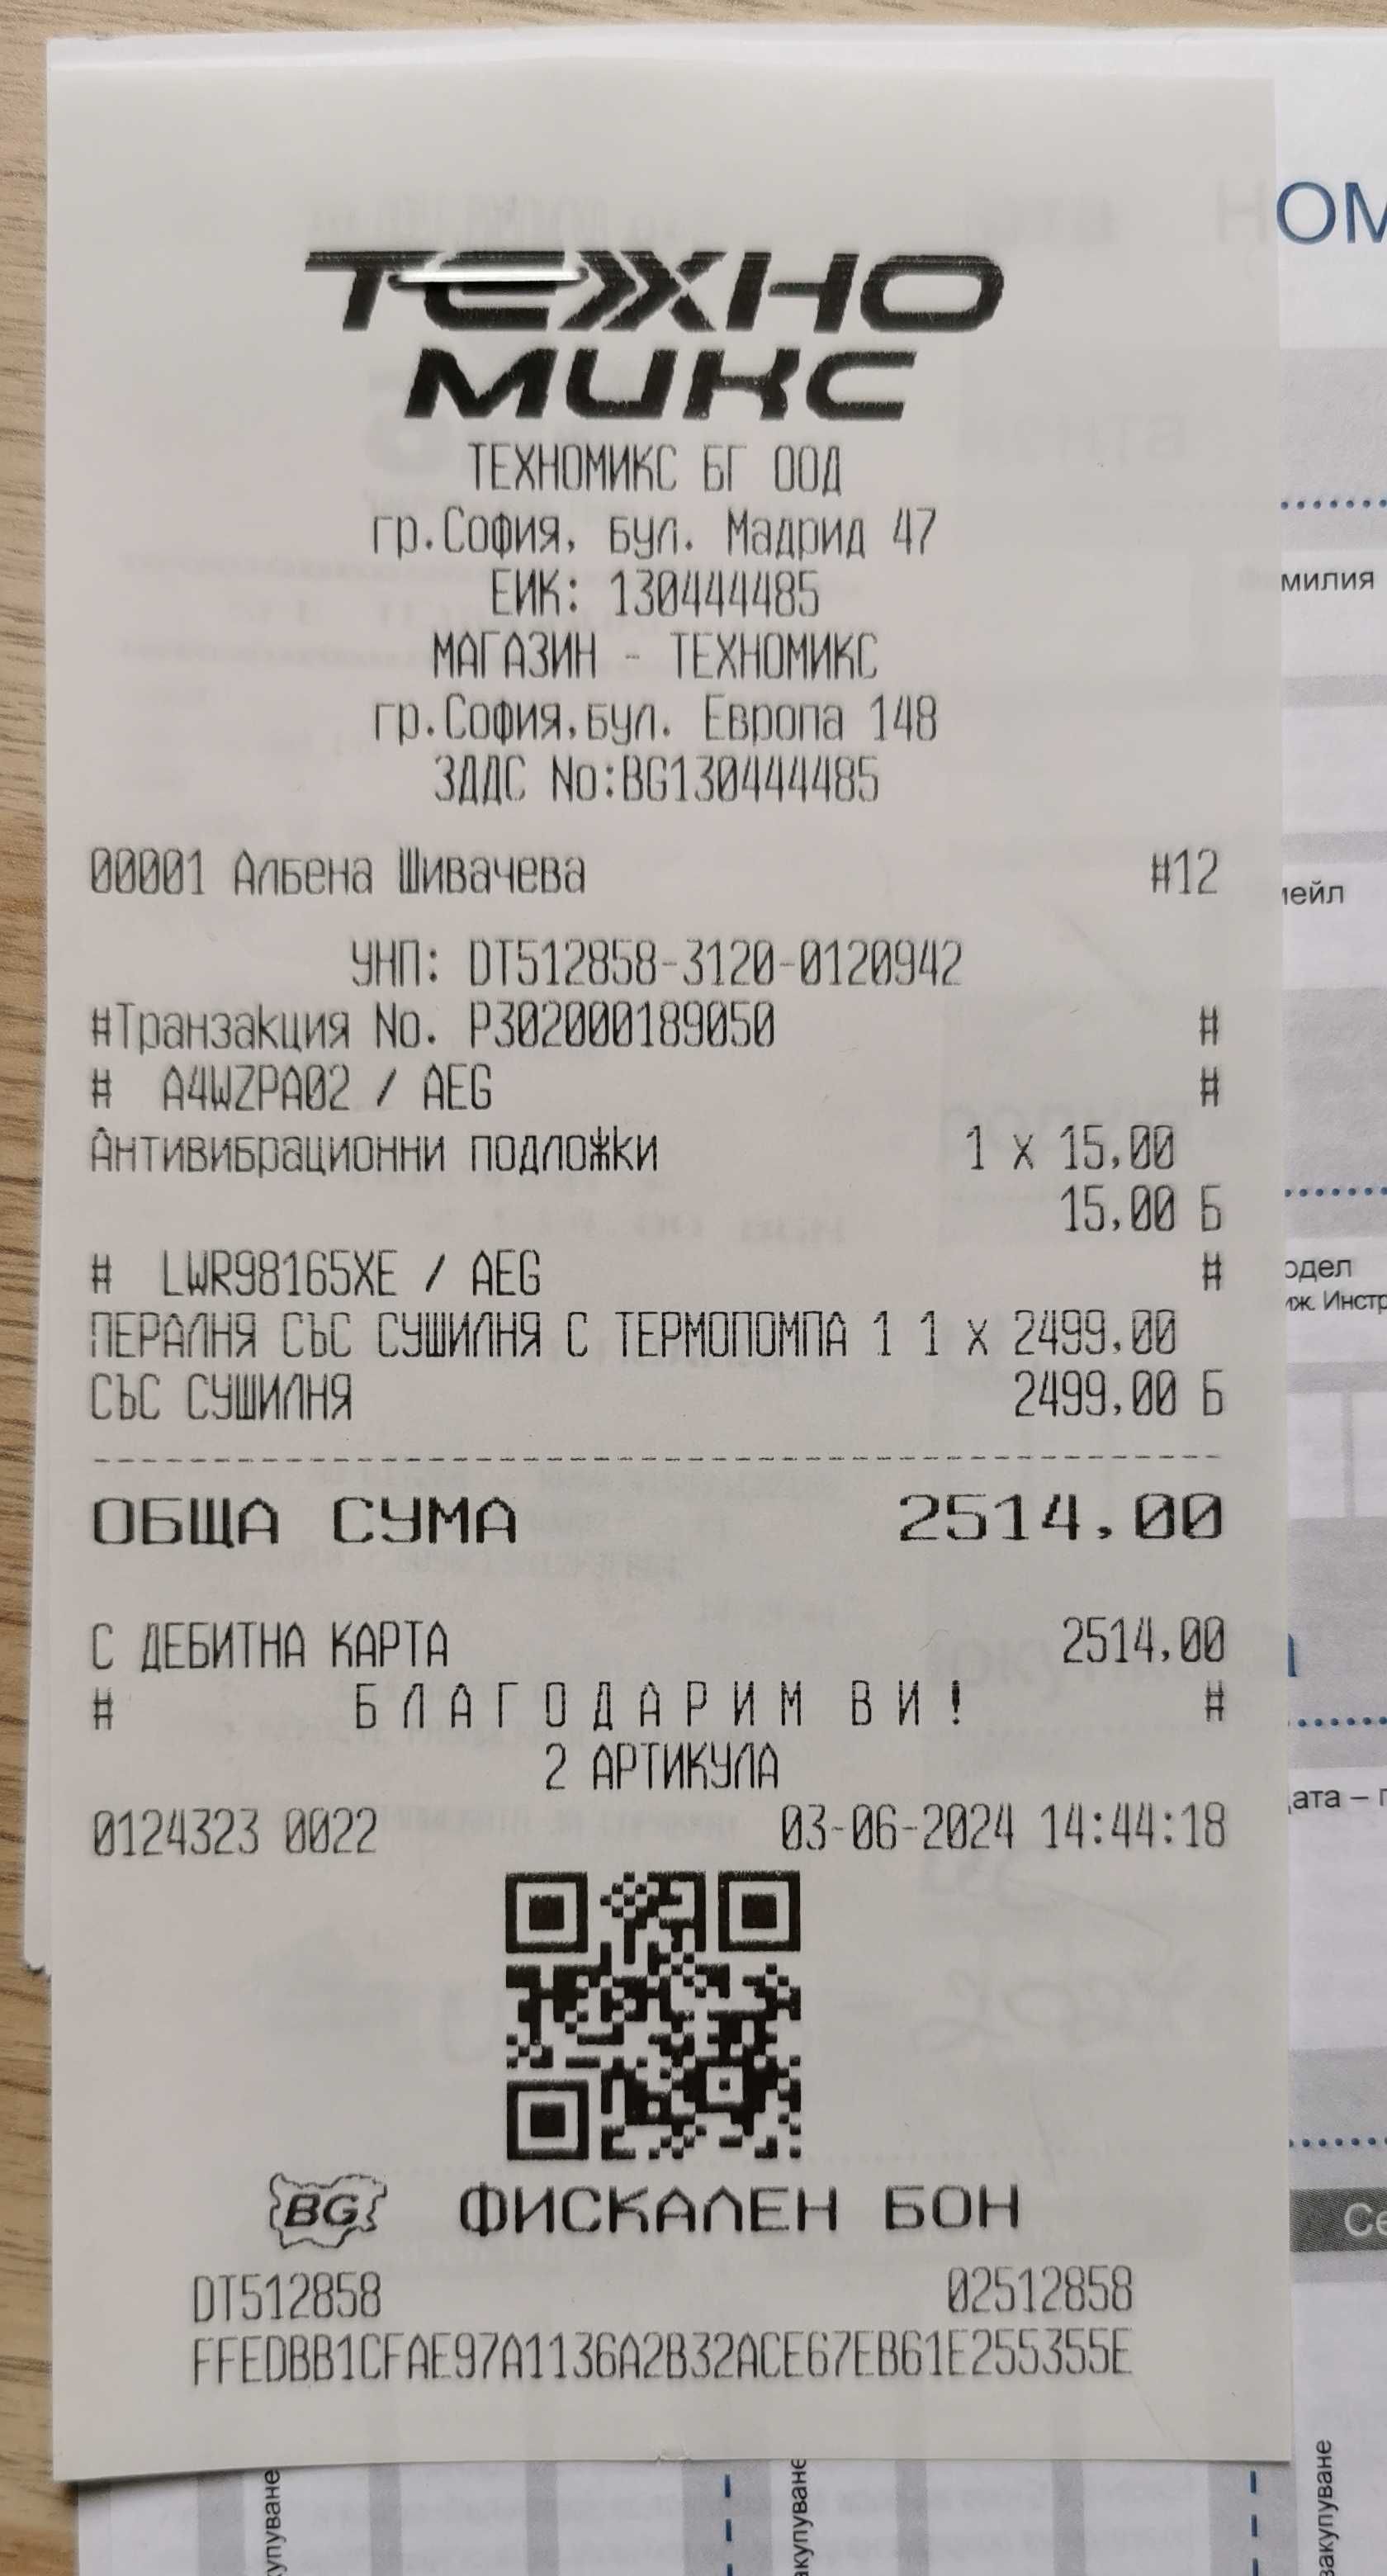 ТЕХНО
МИКС
ТЕХНОМИКС БГ ООД
гр.София, бул. Мадрид 47
ЕИК: 130444485
МАГАЗИН - ТЕХНОМИКС
гр.София,бул. Европа 148
ЗДДС No:BG130444485
00001 Албена Шивачева #12
УНП: DT512858-3120-0120942
#Транзакция No. P302000189050 #
# A4WZPA02 / AEG #
Антивибрационни подложки 1 x 15,00
15,00 Б
# LWR98165XE / AEG #
ПЕРАЛНЯ СЪС СУШИЛНЯ С ТЕРМОПОМПА 1 1 x 2499,00
СЪС СУШИЛНЯ 2499,00 Б
ОБЩА СУМА 2514,00
С ДЕБИТНА КАРТА 2514,00
# Б Л А Г О Д А Р И М В И ! #
2 АРТИКУЛА
0124323 0022 03-06-2024 14:44:18
BG ФИСКАЛЕН БОН
DT512858 02512858
FFEDBB1CFAE97A1136A2B32ACE67EB61E255355E
милия
одел
Инстр
ата –
закупуване